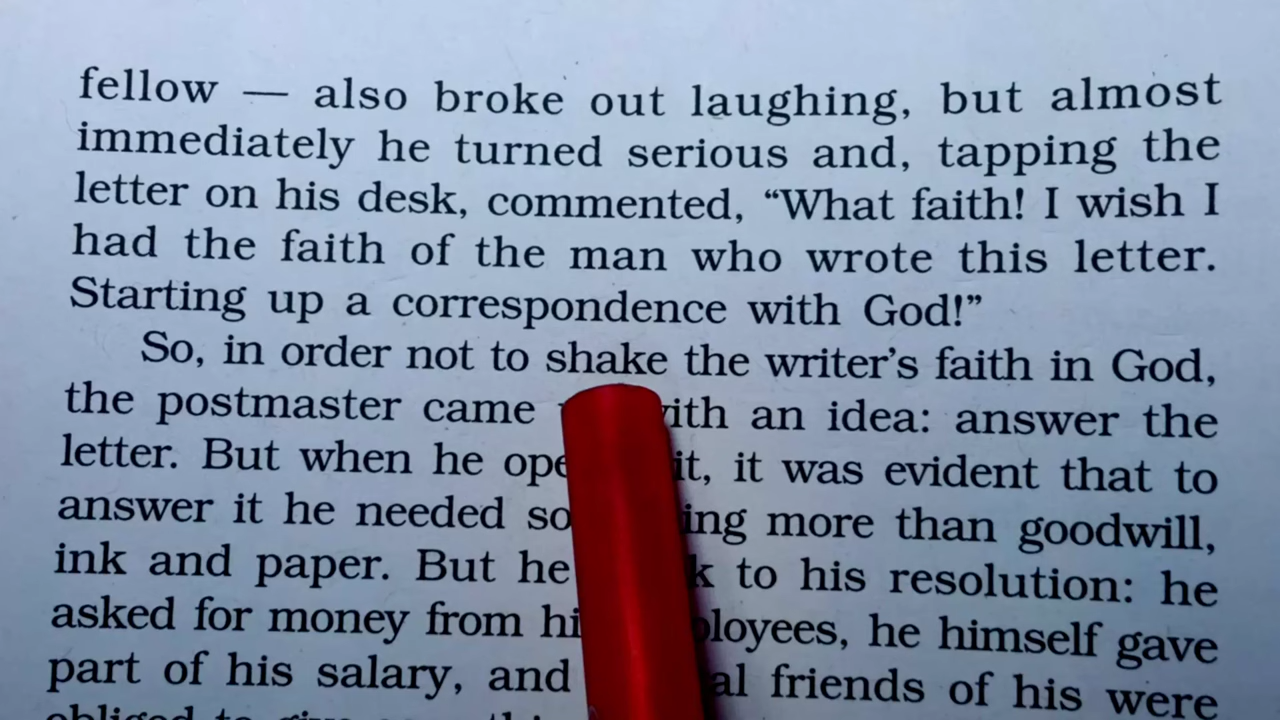 fellow — also broke out laughing, but almost
immediately he turned serious and, tapping the
letter on his desk, commented, “What faith! I wish I
had the faith of the man who wrote this letter.
Starting up a correspondence with God!”
So, in order not to shake the writer’s faith in God,
the postmaster came an idea: answer the
letter. But when he it, it was evident that to
answer it he needed more than goodwill,
ink and paper. But he to his resolution: he
asked for money from he himself gave
part of his salary, and friends of his were
obliged to